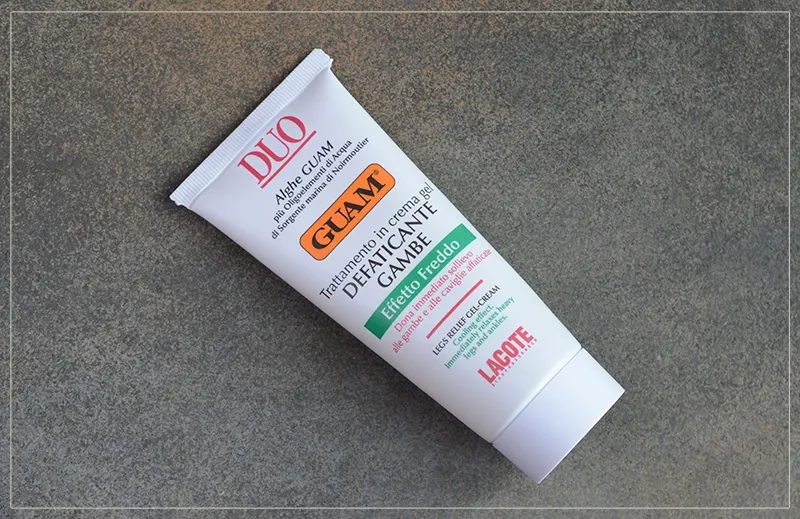 DUO
Alghe GUAM
più Oligoelementi di Acqua
di Sorgente marina di Noirmoutier
GUAM®
Trattamento in crema gel
DEFATICANTE
GAMBE
Effetto Freddo
Dona immediato sollievo
alle gambe e alle caviglie affaticate
LEGS RELIEF GEL-CREAM
Cooling effect.
Immediately relaxes heavy
legs and ankles.
LACOTE